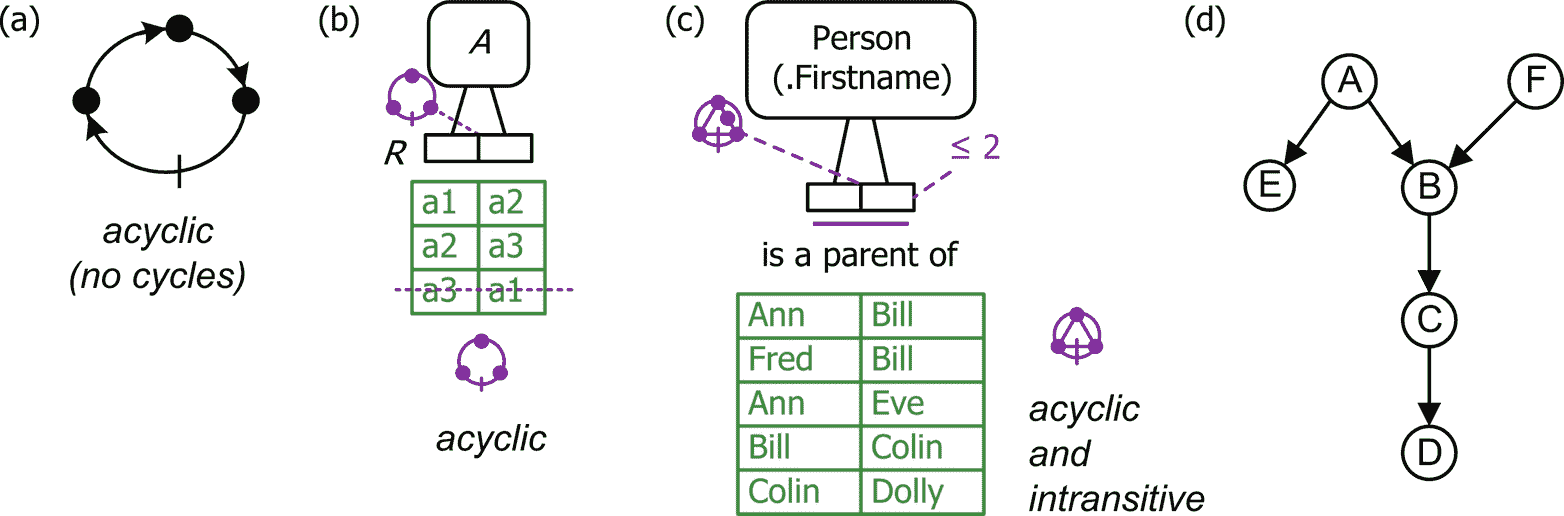 (a)
acyclic
(no cycles)
(b)
A
R
a1 a2
a2 a3
a3 a1
acyclic
(c)
Person
(.Firstname)
≤ 2
is a parent of
Ann Bill
Fred Bill
Ann Eve
Bill Colin
Colin Dolly
acyclic
and
intransitive
(d)
A F
E B
C
D